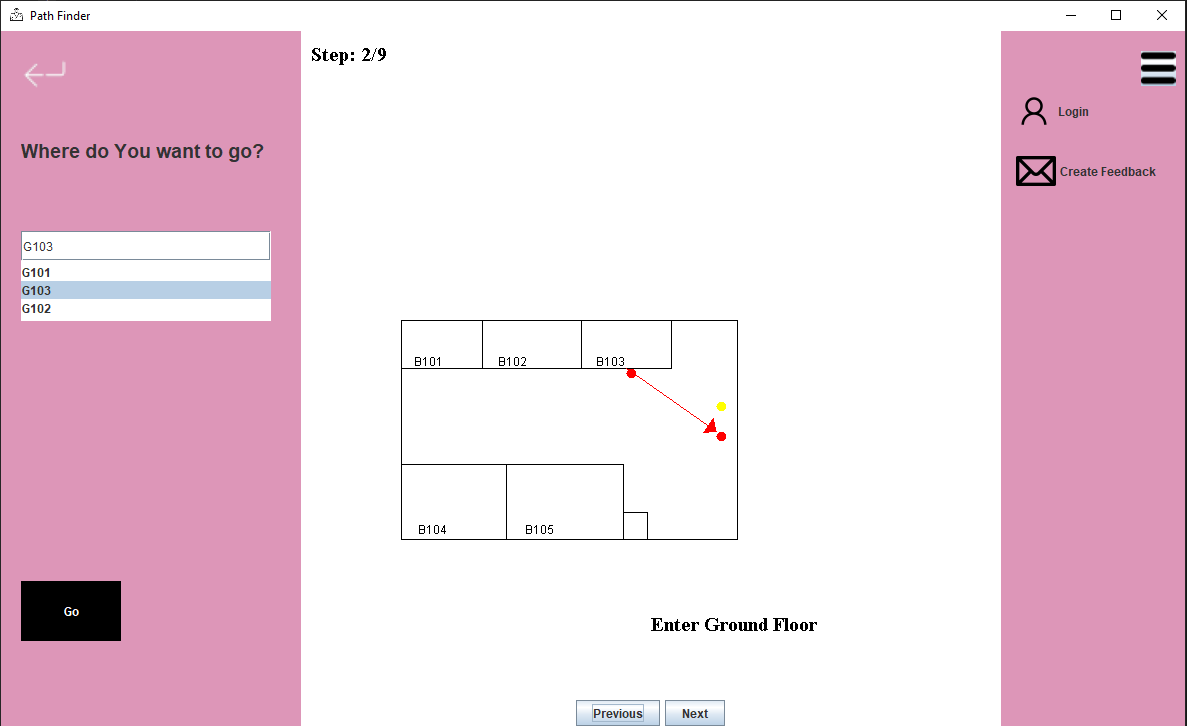 Path Finder
Step: 2/9
Login
Where do You want to go?
Create Feedback
G103
G101
G103
G102
B101
B102
B103
B104
B105
Go
Enter Ground Floor
Previous
Next